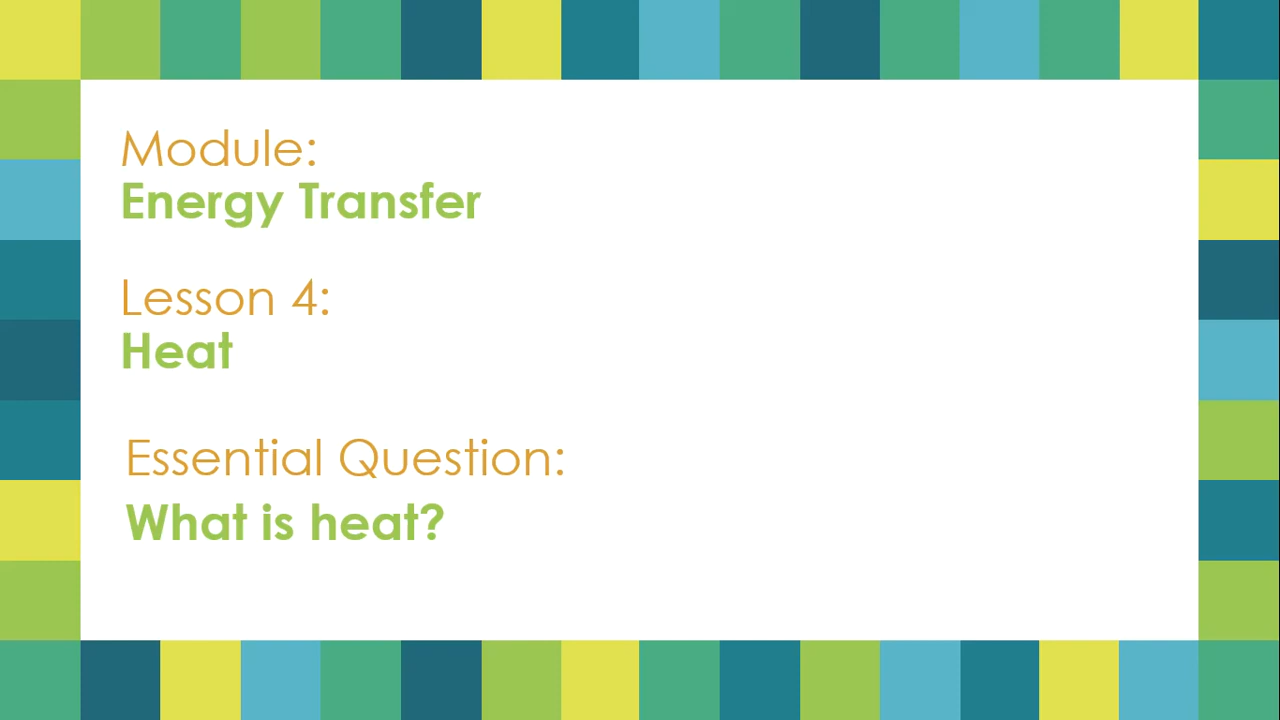 Module:
Energy Transfer
Lesson 4:
Heat
Essential Question:
What is heat?